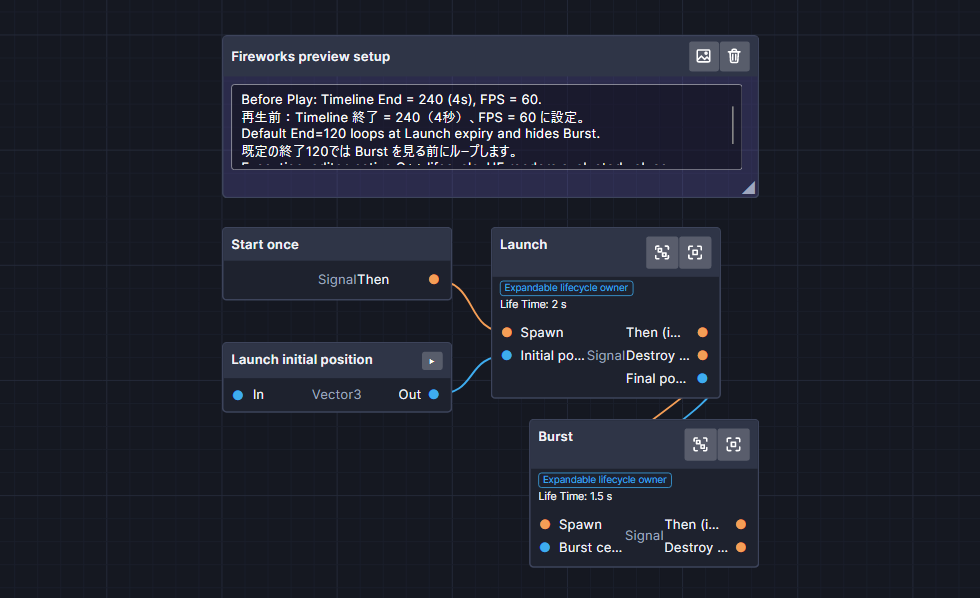 Fireworks preview setup
Before Play: Timeline End = 240 (4s), FPS = 60.
再生前：Timeline 終了 = 240（4秒）、FPS = 60 に設定。
Default End=120 loops at Launch expiry and hides Burst.
既定の終了120では Burst を見る前にループします。
Start once
Signal Then
Launch
Expandable lifecycle owner
Life Time: 2 s
Spawn Then (i...
Initial po... Signal Destroy ...
Final po...
Launch initial position
In Vector3 Out
Burst
Expandable lifecycle owner
Life Time: 1.5 s
Spawn Then (i...
Signal
Burst ce... Destroy ...